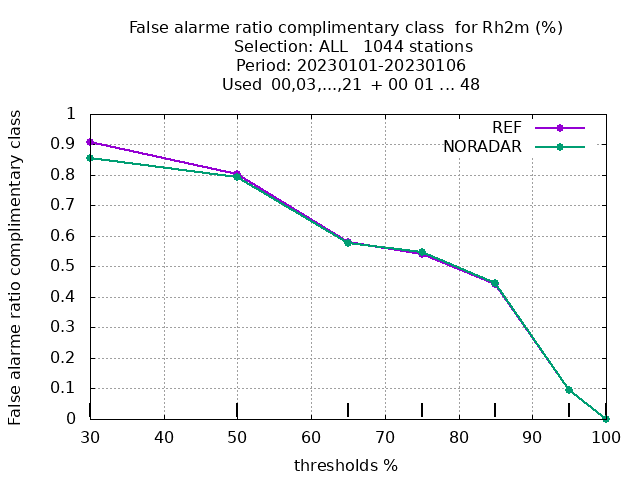 False alarme ratio complimentary class  for Rh2m (%)
Selection: ALL   1044 stations
Period: 20230101-20230106
Used  00,03,...,21  + 00 01 ... 48
REF
NORADAR
False alarme ratio complimentary class
1
0.9
0.8
0.7
0.6
0.5
0.4
0.3
0.2
0.1
0
30 40 50 60 70 80 90 100
thresholds %